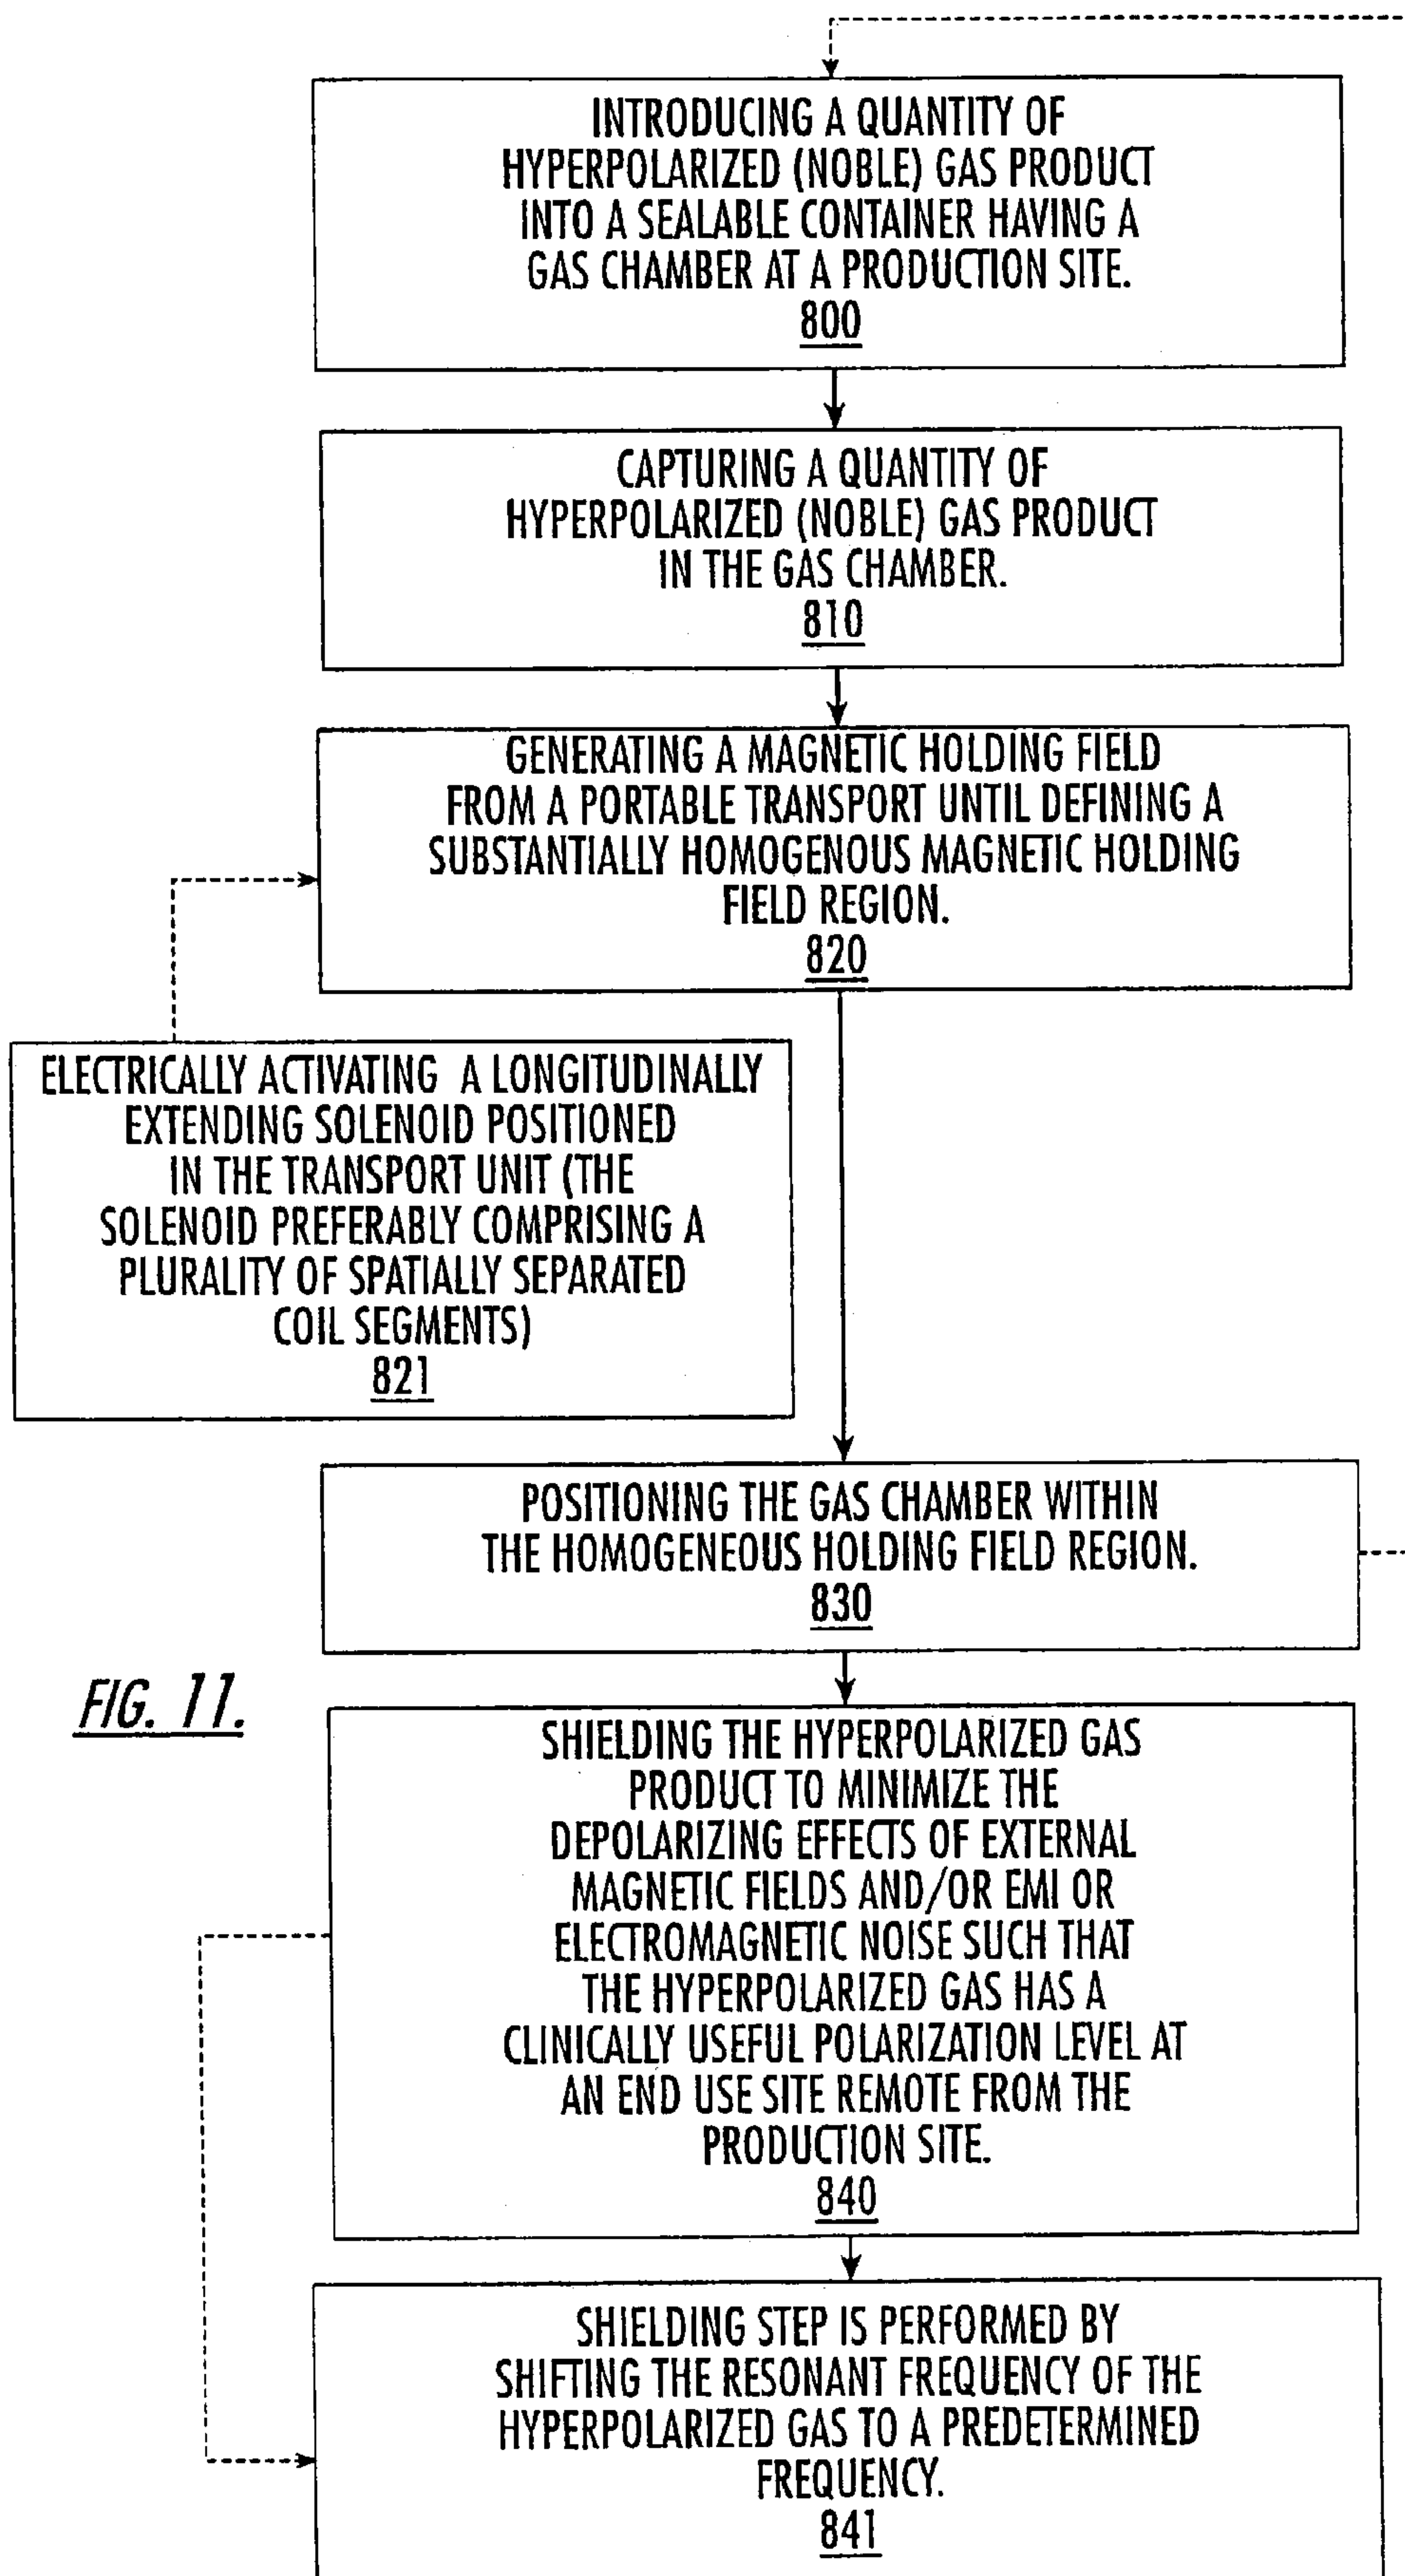 INTRODUCING A QUANTITY OF
HYPERPOLARIZED (NOBLE) GAS PRODUCT
INTO A SEALABLE CONTAINER HAVING A
GAS CHAMBER AT A PRODUCTION SITE.
800
CAPTURING A QUANTITY OF
HYPERPOLARIZED (NOBLE) GAS PRODUCT
IN THE GAS CHAMBER.
810
GENERATING A MAGNETIC HOLDING FIELD
FROM A PORTABLE TRANSPORT UNTIL DEFINING A
SUBSTANTIALLY HOMOGENOUS MAGNETIC HOLDING
FIELD REGION.
820
ELECTRICALLY ACTIVATING A LONGITUDINALLY
EXTENDING SOLENOID POSITIONED
IN THE TRANSPORT UNIT (THE
SOLENOID PREFERABLY COMPRISING A
PLURALITY OF SPATIALLY SEPARATED
COIL SEGMENTS)
821
POSITIONING THE GAS CHAMBER WITHIN
THE HOMOGENEOUS HOLDING FIELD REGION.
830
FIG. 11.
SHIELDING THE HYPERPOLARIZED GAS
PRODUCT TO MINIMIZE THE
DEPOLARIZING EFFECTS OF EXTERNAL
MAGNETIC FIELDS AND/OR EMI OR
ELECTROMAGNETIC NOISE SUCH THAT
THE HYPERPOLARIZED GAS HAS A
CLINICALLY USEFUL POLARIZATION LEVEL AT
AN END USE SITE REMOTE FROM THE
PRODUCTION SITE.
840
SHIELDING STEP IS PERFORMED BY
SHIFTING THE RESONANT FREQUENCY OF THE
HYPERPOLARIZED GAS TO A PREDETERMINED
FREQUENCY.
841